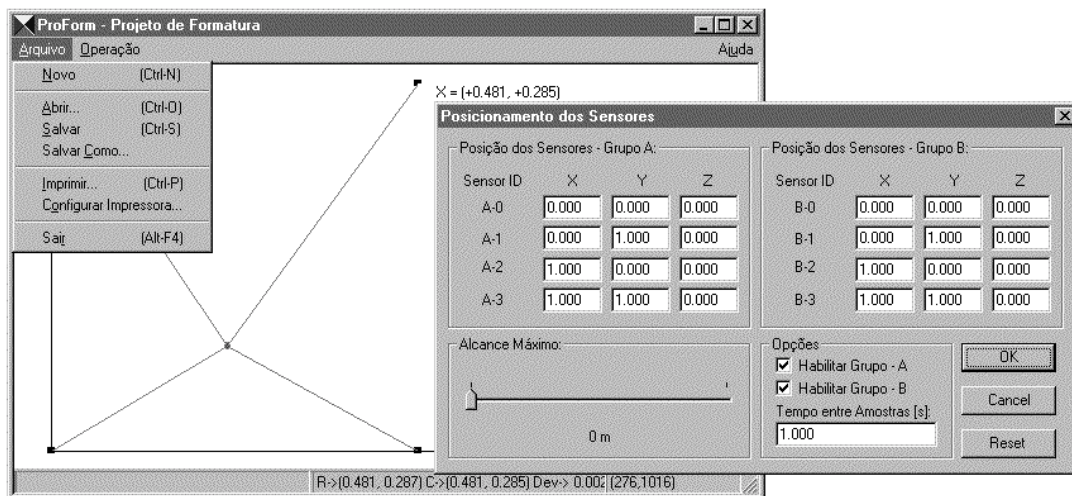 ProForm - Projeto de Formatura
Arquivo Operação Ajuda
Novo (Ctrl-N)
Abrir... (Ctrl-O)
Salvar (Ctrl-S)
Salvar Como...
Imprimir... (Ctrl-P)
Configurar Impressora...
Sair (Alt-F4)
X = (+0.481, +0.285)
Posicionamento dos Sensores
Posição dos Sensores - Grupo A:
Sensor ID X Y Z
A-0 0.000 0.000 0.000
A-1 0.000 1.000 0.000
A-2 1.000 0.000 0.000
A-3 1.000 1.000 0.000
Posição dos Sensores - Grupo B:
Sensor ID X Y Z
B-0 0.000 0.000 0.000
B-1 0.000 1.000 0.000
B-2 1.000 0.000 0.000
B-3 1.000 1.000 0.000
Alcance Máximo:
0 m
Opções
Habilitar Grupo - A
Habilitar Grupo - B
Tempo entre Amostras [s]:
1.000
OK
Cancel
Reset
R->(0.481, 0.287) C->(0.481, 0.285) Dev-> 0.002 (276,1016)